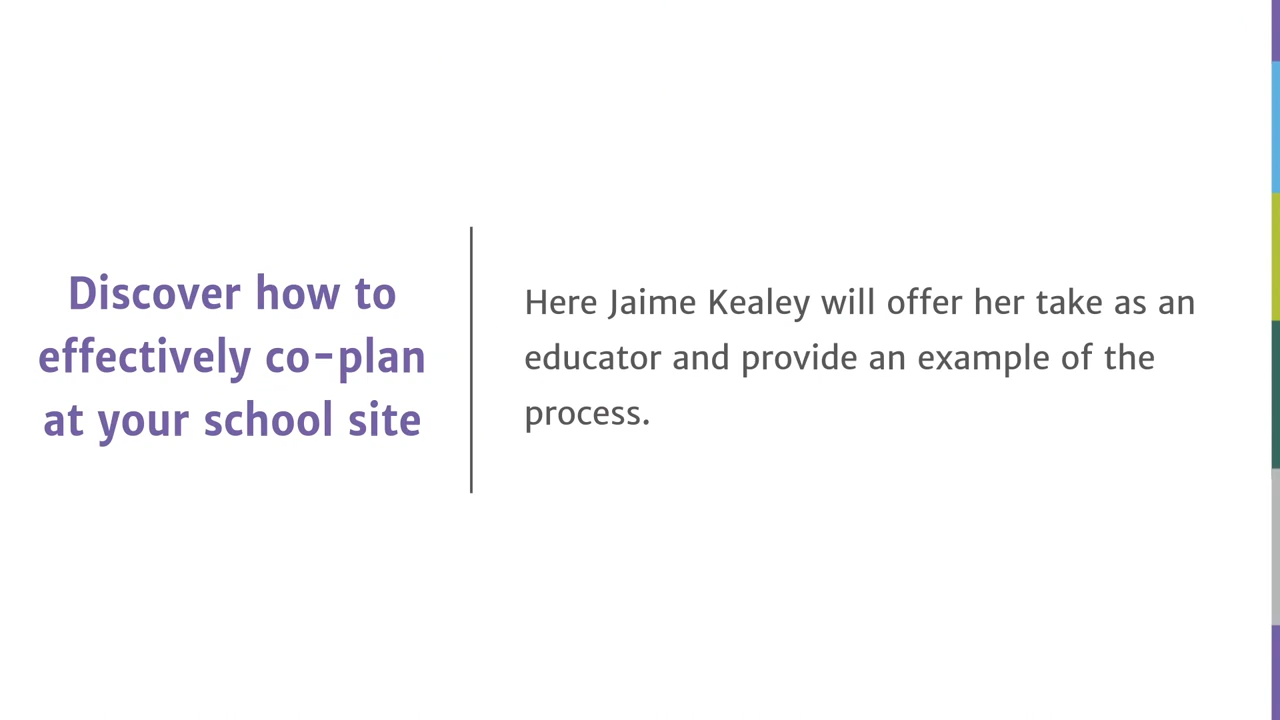 Discover how to
effectively co-plan
at your school site
Here Jaime Kealey will offer her take as an
educator and provide an example of the
process.